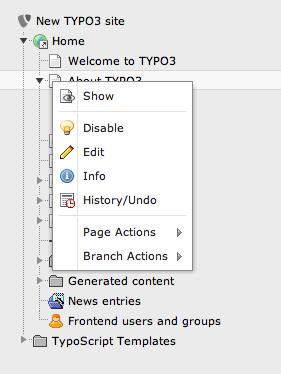 New TYPO3 site
Home
Welcome to TYPO3
About TYPO3
Show
Disable
Edit
Info
History/Undo
Page Actions
Branch Actions
Generated content
News entries
Frontend users and groups
TypoScript Templates